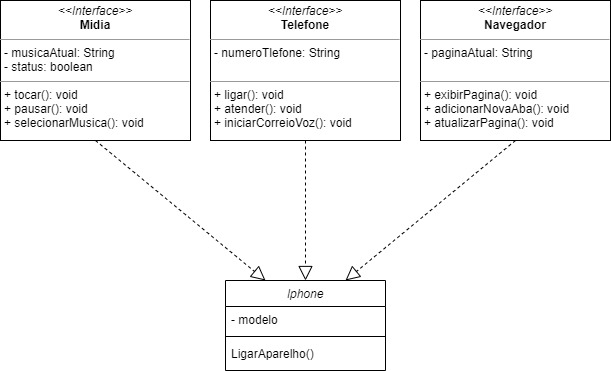 <<Interface>>
Midia
- musicaAtual: String
- status: boolean
+ tocar(): void
+ pausar(): void
+ selecionarMusica(): void
<<Interface>>
Telefone
- numeroTlefone: String
+ ligar(): void
+ atender(): void
+ iniciarCorreioVoz(): void
<<Interface>>
Navegador
- paginaAtual: String
+ exibirPagina(): void
+ adicionarNovaAba(): void
+ atualizarPagina(): void
Iphone
- modelo
LigarAparelho()